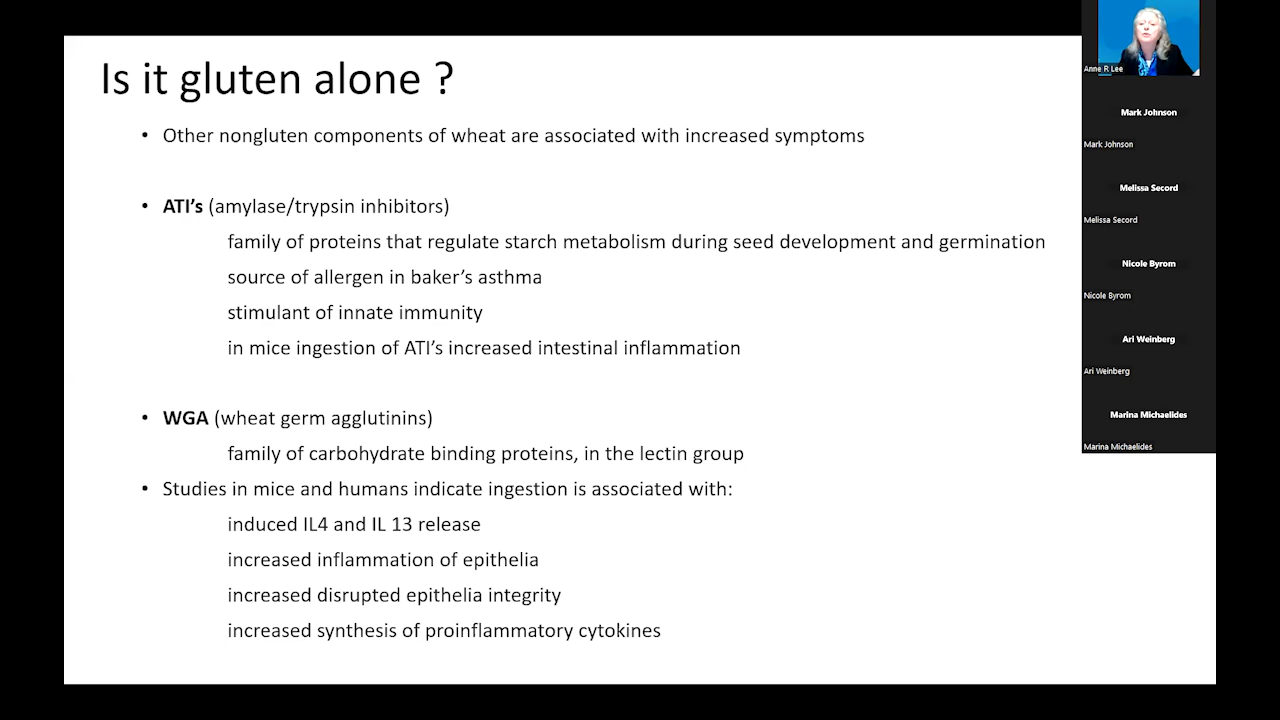 Is it gluten alone ?
• Other nongluten components of wheat are associated with increased symptoms
• ATI’s (amylase/trypsin inhibitors)
family of proteins that regulate starch metabolism during seed development and germination
source of allergen in baker’s asthma
stimulant of innate immunity
in mice ingestion of ATI’s increased intestinal inflammation
• WGA (wheat germ agglutinins)
family of carbohydrate binding proteins, in the lectin group
• Studies in mice and humans indicate ingestion is associated with:
induced IL4 and IL 13 release
increased inflammation of epithelia
increased disrupted epithelia integrity
increased synthesis of proinflammatory cytokines
Anne R Lee
Mark Johnson
Mark Johnson
Melissa Secord
Melissa Secord
Nicole Byrom
Nicole Byrom
Ari Weinberg
Ari Weinberg
Marina Michaelides
Marina Michaelides